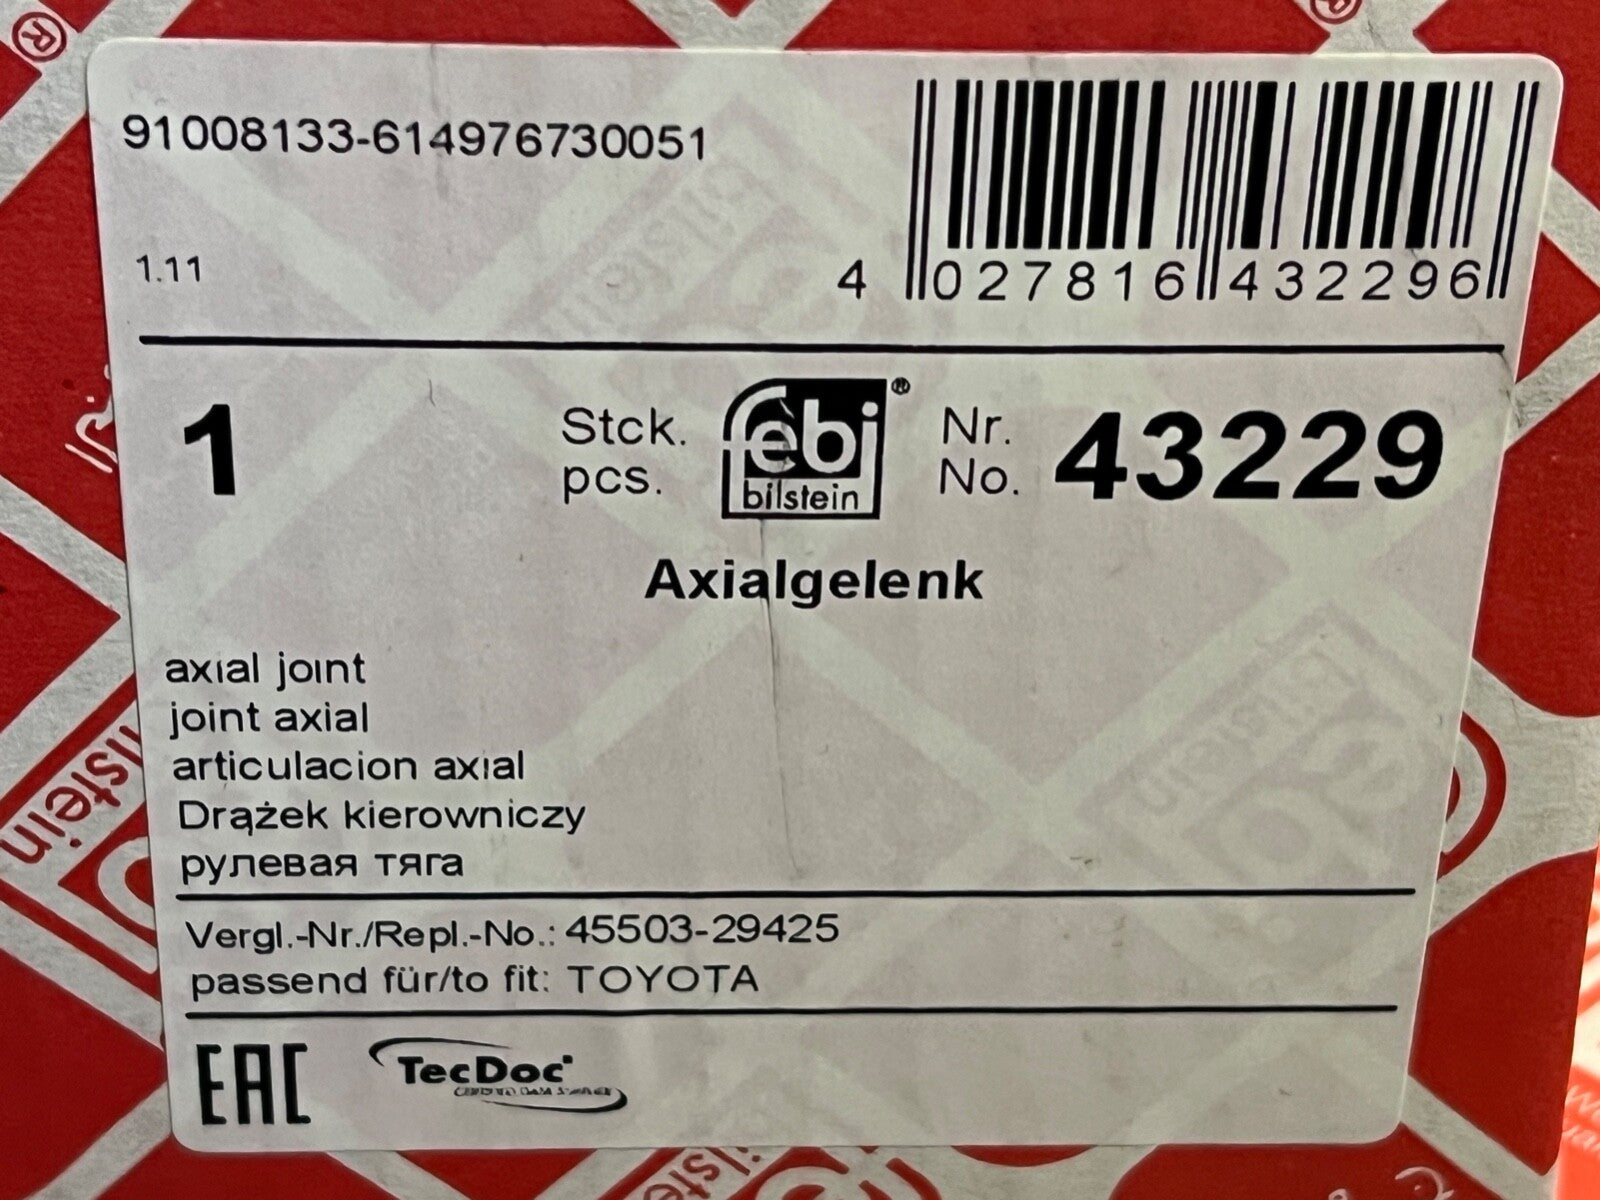 91008133-614976730051
1.11
4 027816 432296
1 Stck. pcs. febi bilstein ® Nr. No. 43229
Axialgelenk
axial joint
joint axial
articulacion axial
Drążek kierowniczy
рулевая тяга
Vergl.-Nr./Repl.-No.: 45503-29425
passend für/to fit: TOYOTA
EAC TecDoc